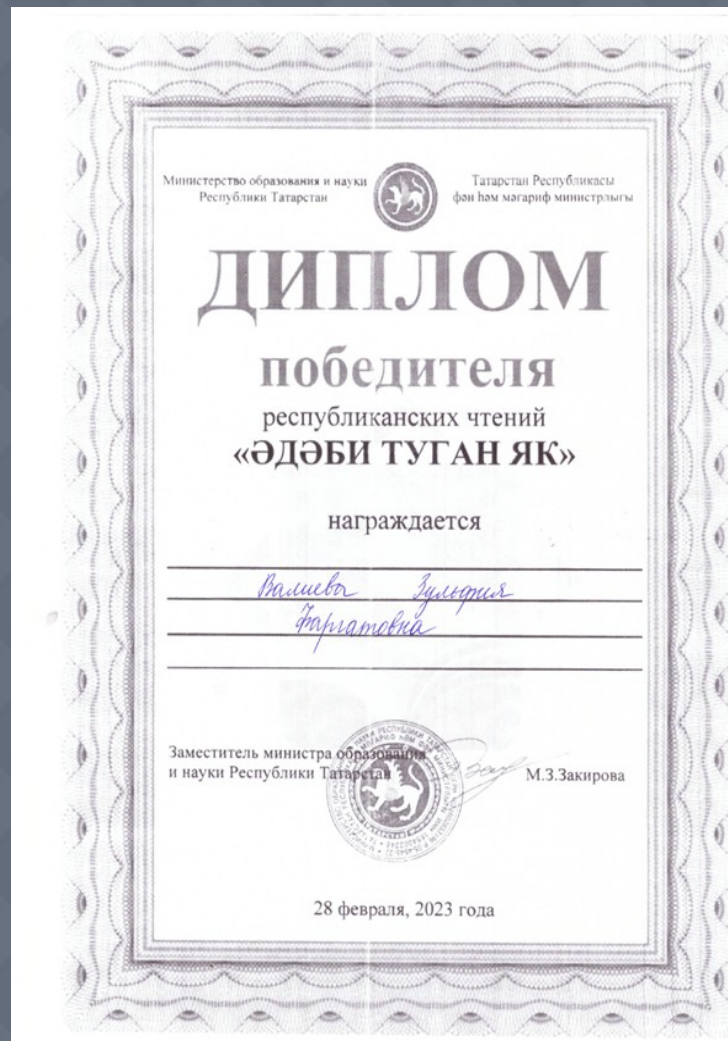 Министерство образования и науки
Республики Татарстан
Татарстан Республикасы
фән һәм мәгариф министрлыгы
ДИПЛОМ
победителя
республиканских чтений
«ӘДӘБИ ТУГАН ЯК»
награждается
Валиева Зульфия
Заместитель министра образования
и науки Республики Татарстан
М.З.Закирова
28 февраля, 2023 года